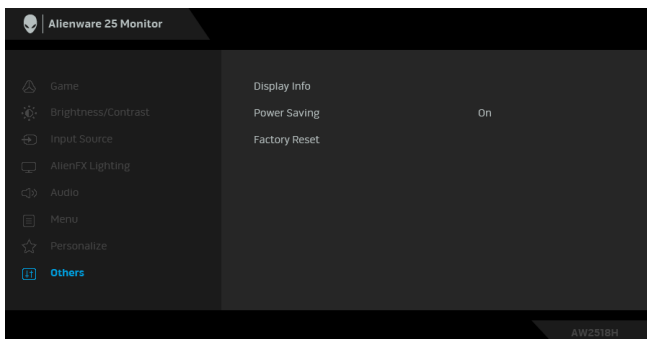 Alienware 25 Monitor
Game
Brightness/Contrast
Input Source
AlienFX Lighting
Audio
Menu
Personalize
Others
Display Info
Power Saving On
Factory Reset
AW2518H